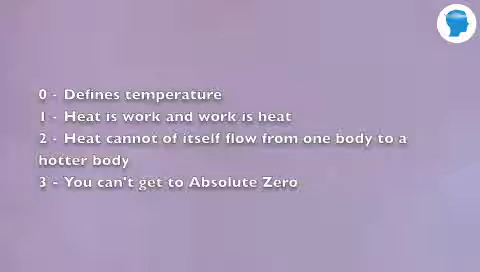 0 - Defines temperature
1 - Heat is work and work is heat
2 - Heat cannot of itself flow from one body to a
hotter body
3 - You can't get to Absolute Zero